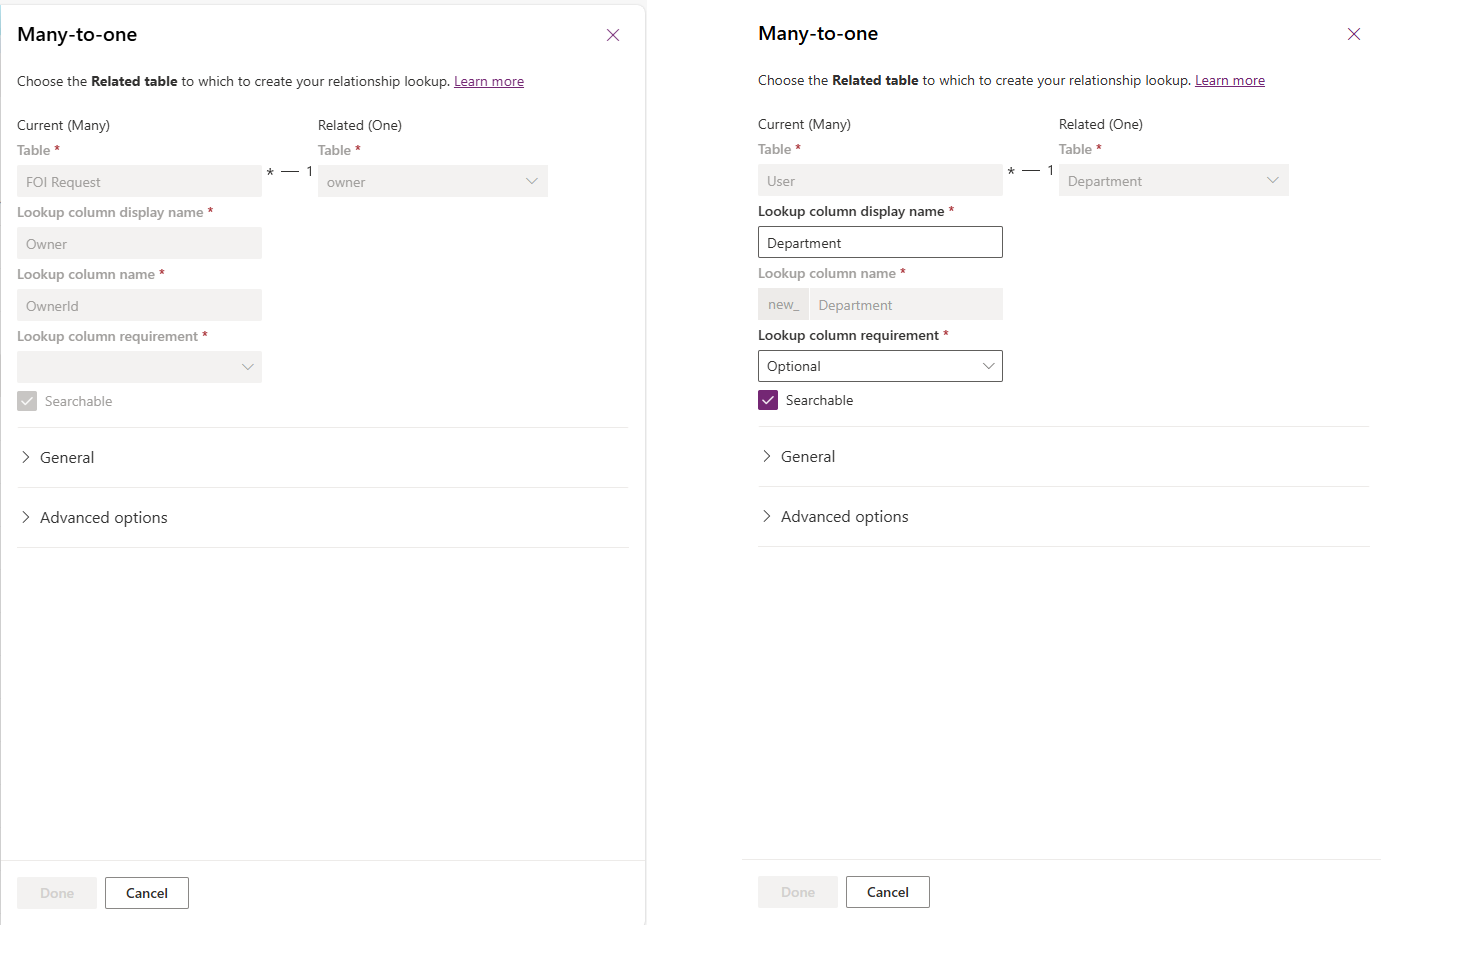 Many-to-one
Choose the Related table to which to create your relationship lookup. Learn more
Current (Many)
Related (One)
Table *
Table *
FOI Request
* — 1
owner
Lookup column display name *
Owner
Lookup column name *
OwnerId
Lookup column requirement *
Searchable
General
Advanced options
Done
Cancel
Many-to-one
Choose the Related table to which to create your relationship lookup. Learn more
Current (Many)
Related (One)
Table *
Table *
User
* — 1
Department
Lookup column display name *
Department
Lookup column name *
new_ Department
Lookup column requirement *
Optional
Searchable
General
Advanced options
Done
Cancel